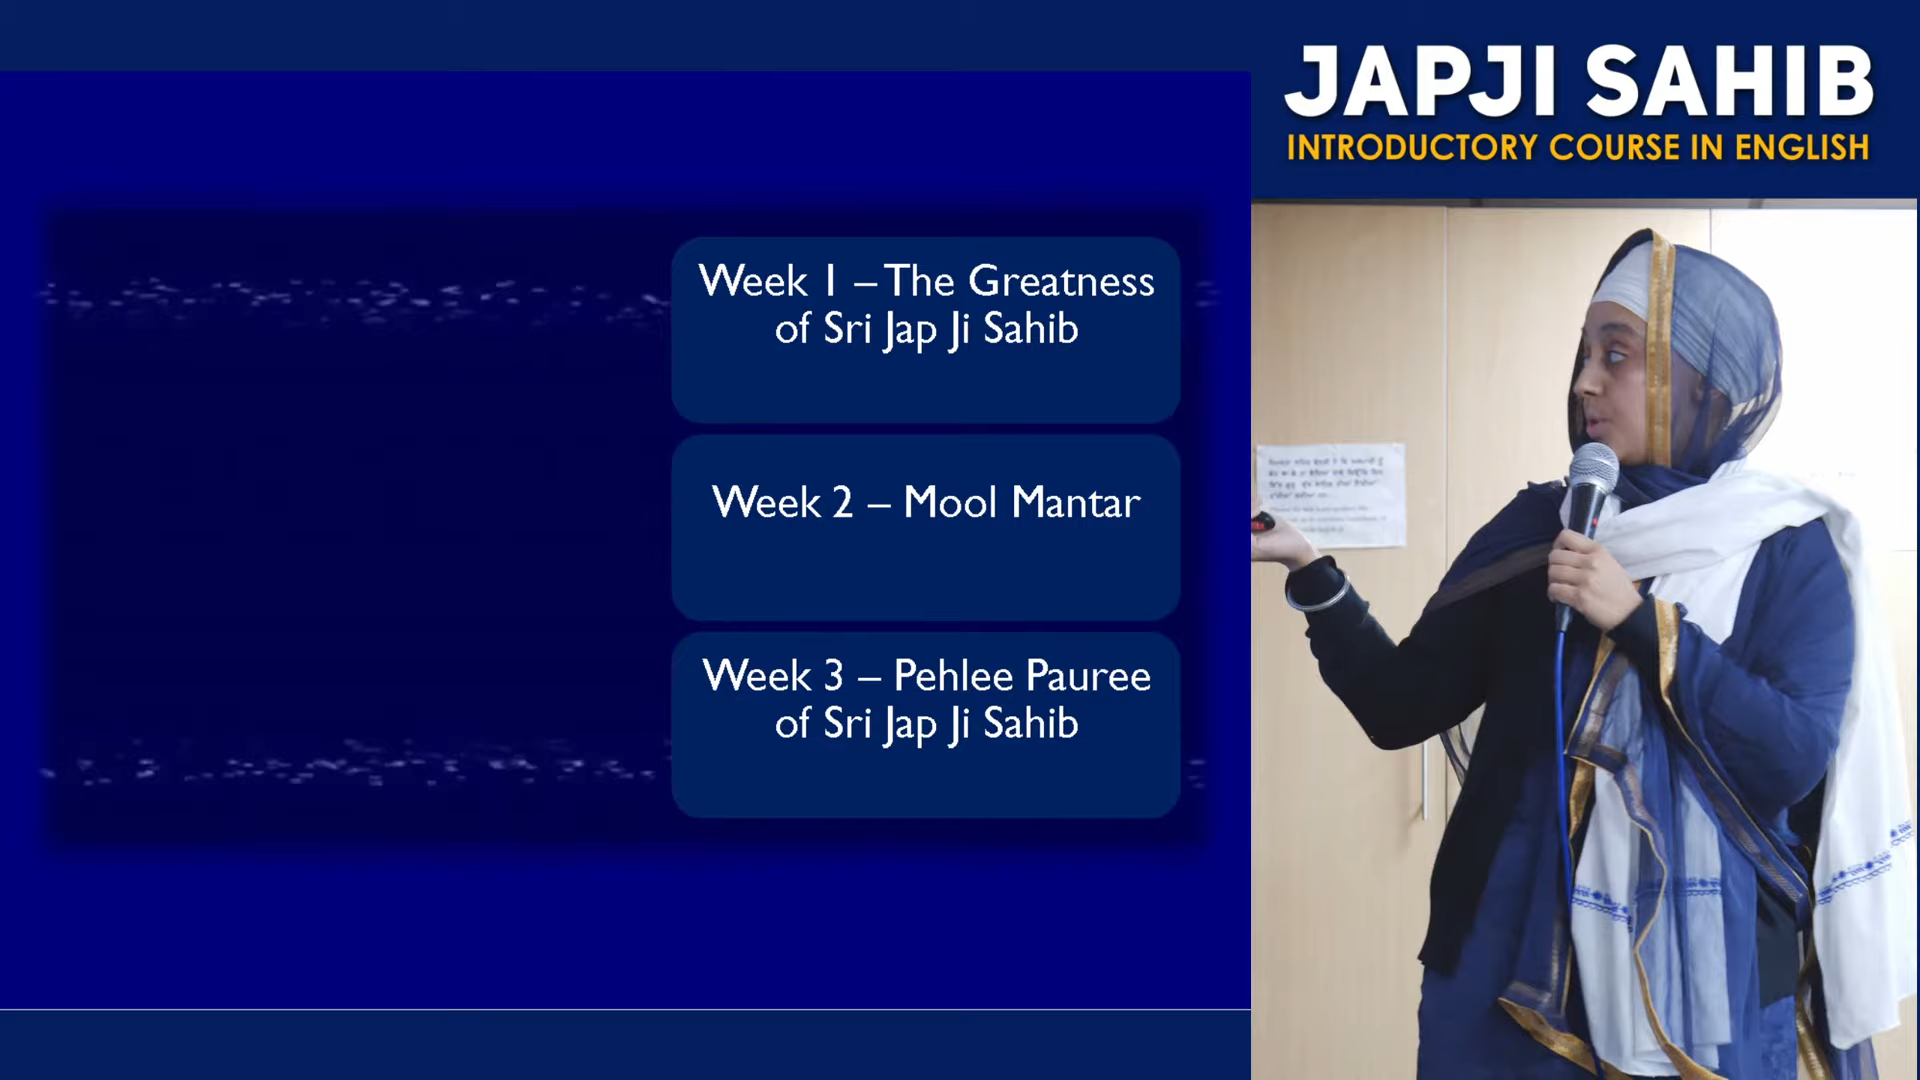 JAPJI SAHIB
INTRODUCTORY COURSE IN ENGLISH
Week 1 – The Greatness
of Sri Jap Ji Sahib
Week 2 – Mool Mantar
Week 3 – Pehlee Pauree
of Sri Jap Ji Sahib